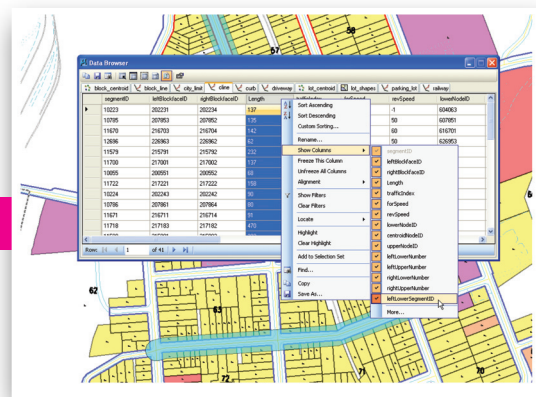 57
58
Data Browser
block_centroid block_line city_limit cline curb driveway lot_centroid lot_shapes parking_lot railway
segmentID leftBlockfaceID rightBlockfaceID Length revSpeed lowerNodeID
10223 202231 202234 137 -1 604063
10785 207853 207852 135 50 607851
11670 216703 216704 142 60 616701
12696 226963 226962 62 50 626953
11579 215791 215792 232
11700 217001 217002 137
10055 200551 200552 68
11722 217221 217222 158
10224 202243 202242 90
10786 207861 207864 88
11671 216711 216714 91
11718 217183 217182 470
Row: 1 of 41
Sort Ascending
Sort Descending
Custom Sorting...
Rename...
Show Columns
Freeze This Column
Unfreeze All Columns
Alignment
Show Filters
Clear Filters
Locate
Highlight
Clear Highlight
Add to Selection Set
Find...
Copy
Save As...
segmentID
leftBlockfaceID
rightBlockfaceID
Length
trafficIndex
forSpeed
revSpeed
lowerNodeID
centroidNodeID
upperNodeID
leftLowerNumber
leftUpperNumber
rightLowerNumber
rightUpperNumber
leftLowerSegmentID
More...
62
63
72
71
70